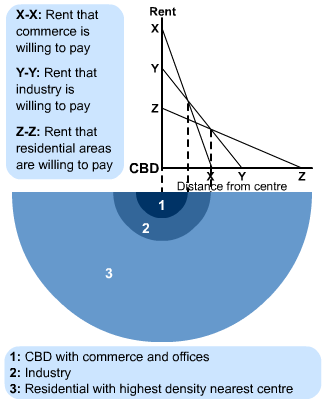 X-X: Rent that
commerce is
willing to pay
Y-Y: Rent that
industry is
willing to pay
Z-Z: Rent that
residential areas
are willing to pay
Rent
X
Y
Z
CBD
X Y Z
Distance from centre
1
2
3
1: CBD with commerce and offices
2: Industry
3: Residential with highest density nearest centre